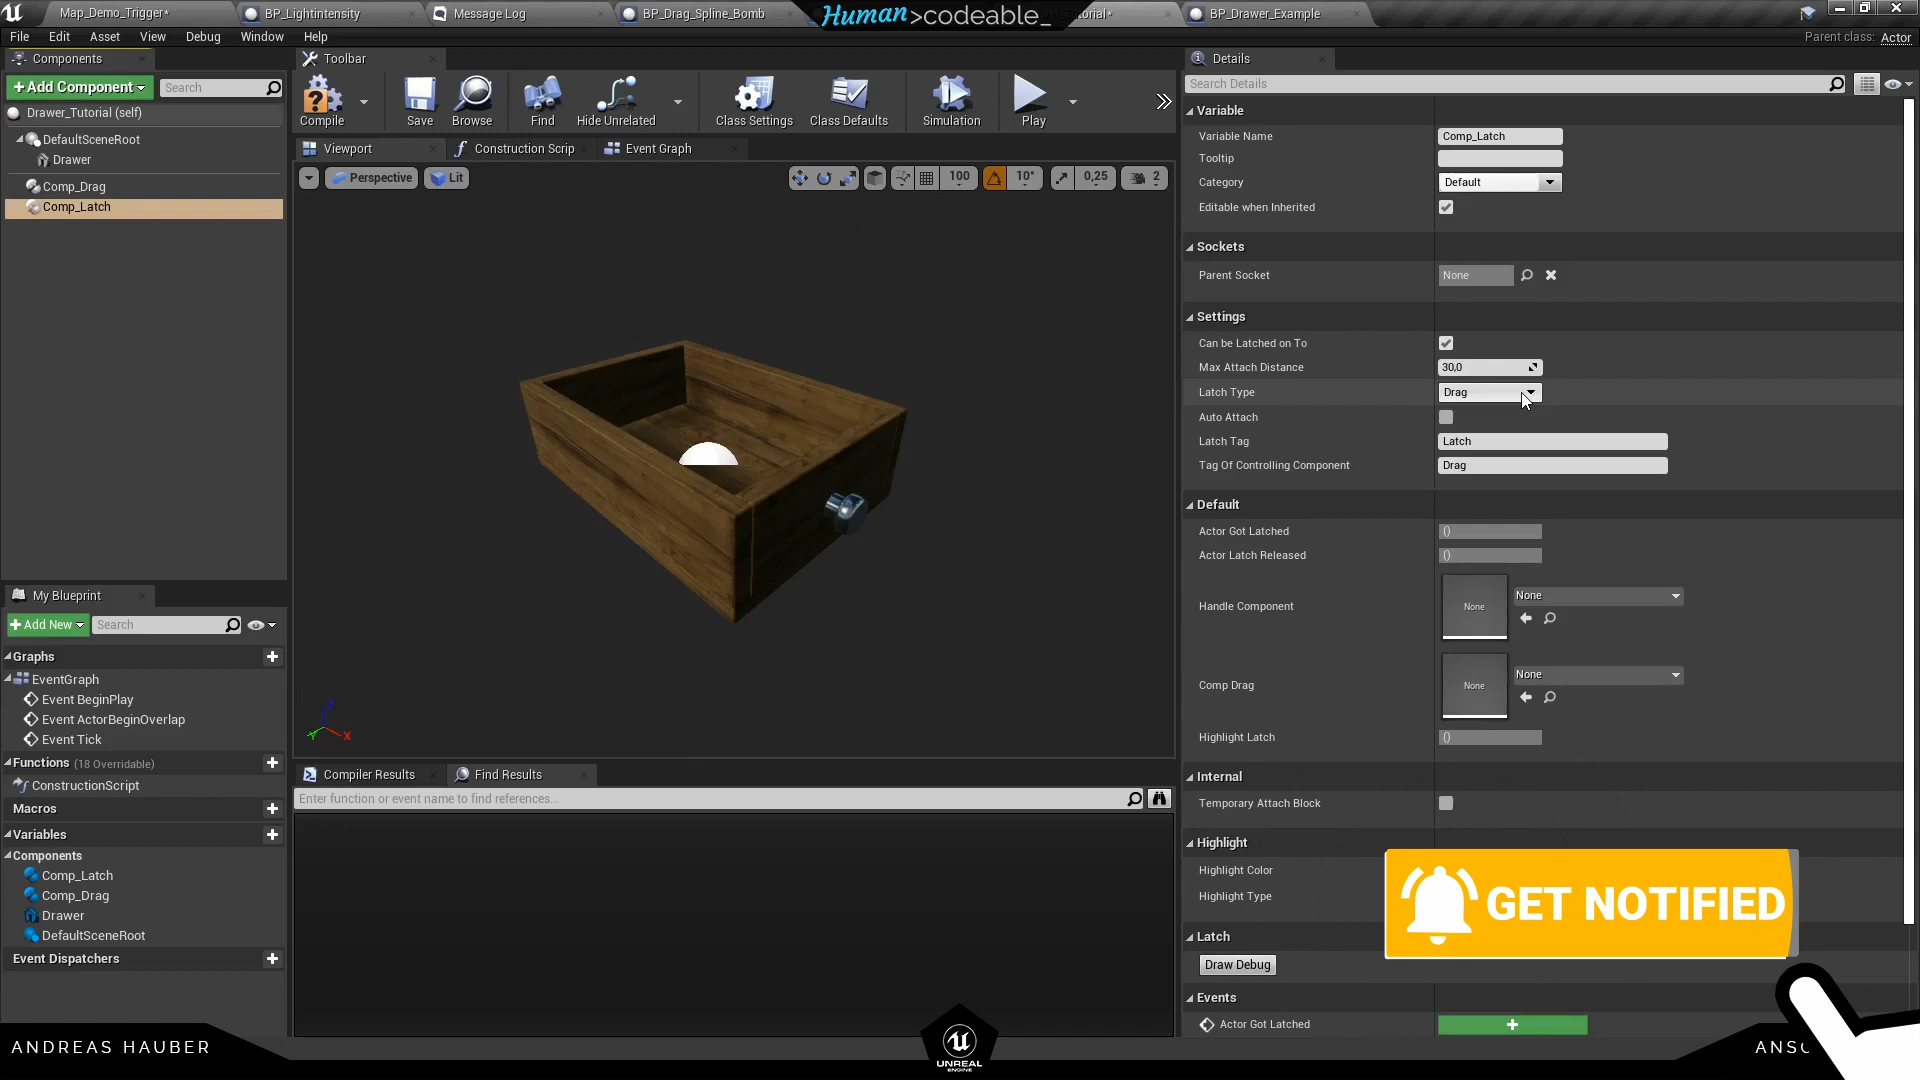 Map_Demo_Trigger*
BP_Lightintensity
Message Log
BP_Drag_Spline_Bomb
Human>codeable_
BP_Drawer_Example
File
Edit
Asset
View
Debug
Window
Help
Parent class: Actor
Components
Toolbar
Details
+Add Component
Search
Search Details
Drawer_Tutorial (self)
DefaultSceneRoot
Drawer
Comp_Drag
Comp_Latch
Compile
Save
Browse
Find
Hide Unrelated
Class Settings
Class Defaults
Simulation
Play
Viewport
Construction Scrip
Event Graph
Perspective
Lit
100
10°
0,25
2
Variable
Variable Name
Comp_Latch
Tooltip
Category
Default
Editable when Inherited
Sockets
Parent Socket
None
Settings
Can be Latched on To
Max Attach Distance
30,0
Latch Type
Drag
Auto Attach
Latch Tag
Latch
Tag Of Controlling Component
Drag
Default
Actor Got Latched
()
Actor Latch Released
()
Handle Component
None
None
Comp Drag
None
None
Highlight Latch
()
Internal
Temporary Attach Block
Highlight
Highlight Color
Highlight Type
Latch
Draw Debug
Events
Actor Got Latched
+
GET NOTIFIED
My Blueprint
+Add New
Search
Graphs
EventGraph
Event BeginPlay
Event ActorBeginOverlap
Event Tick
Functions (18 Overridable)
ConstructionScript
Macros
Variables
Components
Comp_Latch
Comp_Drag
Drawer
DefaultSceneRoot
Event Dispatchers
Z
Y
X
Compiler Results
Find Results
Enter function or event name to find references...
ANDREAS HAUBER
UNREAL
ENGINE